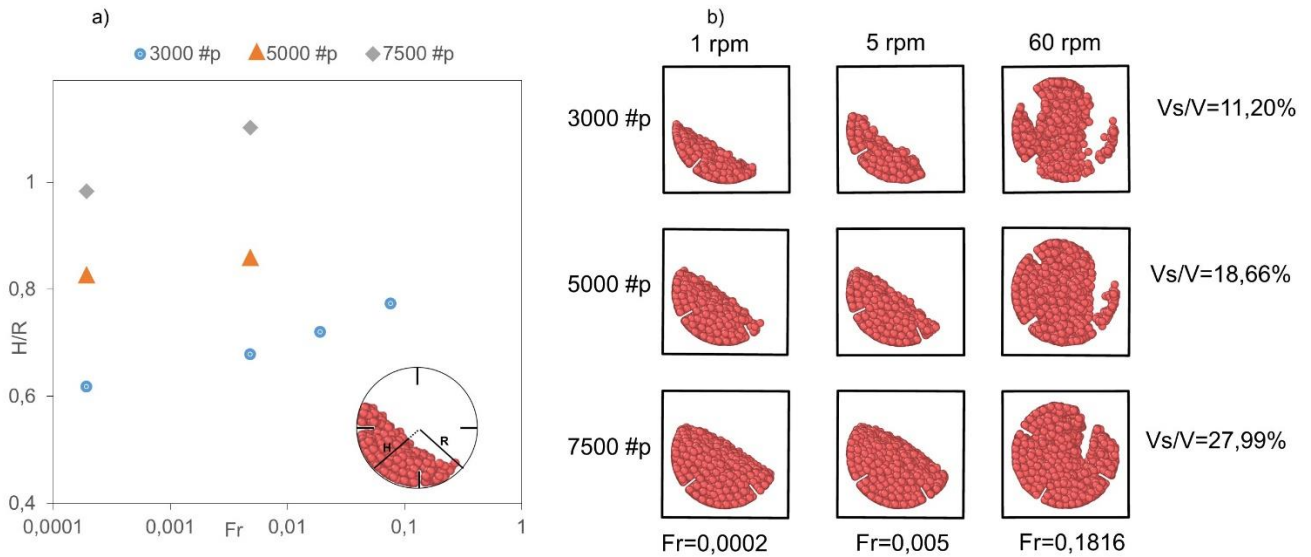 a)
3000 #p 5000 #p 7500 #p
H/R
1
0,8
0,6
0,4
0,0001 0,001 Fr 0,01 0,1 1
H R
b)
1 rpm 5 rpm 60 rpm
3000 #p Vs/V=11,20%
5000 #p Vs/V=18,66%
7500 #p Vs/V=27,99%
Fr=0,0002 Fr=0,005 Fr=0,1816